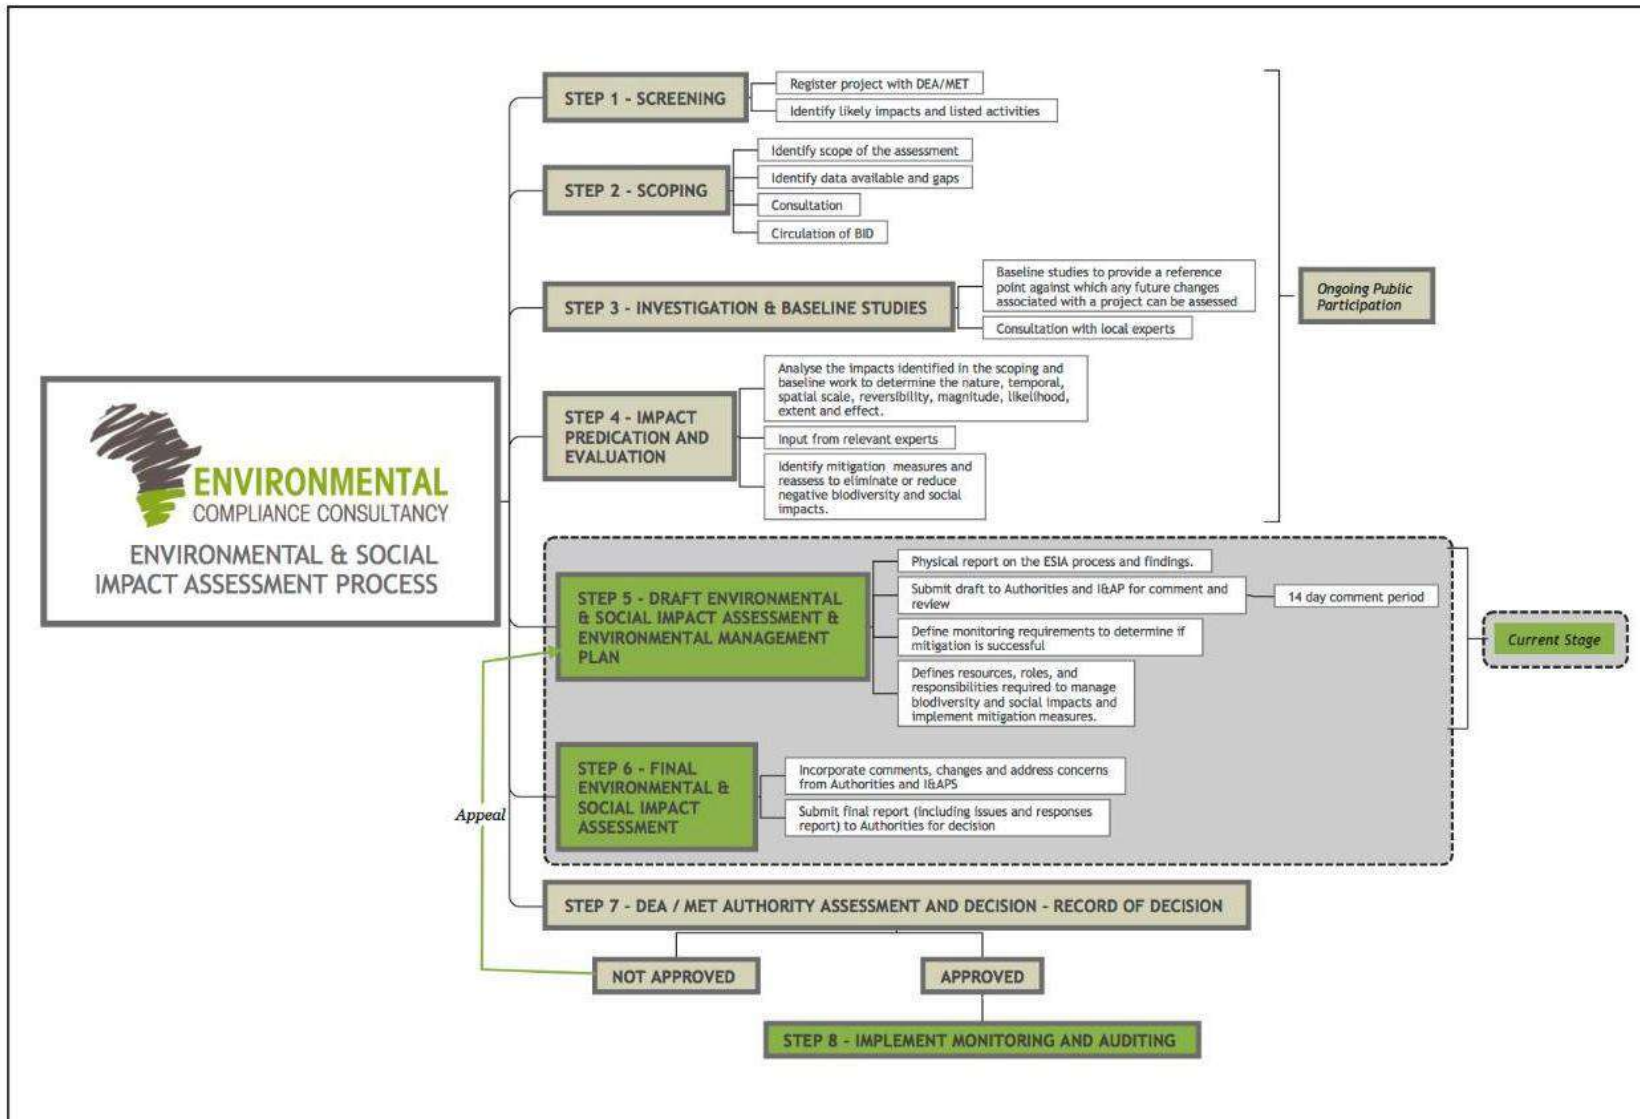 ENVIRONMENTAL
COMPLIANCE CONSULTANCY
ENVIRONMENTAL & SOCIAL
IMPACT ASSESSMENT PROCESS
STEP 1 - SCREENING
Register project with DEA/MET
Identify likely impacts and listed activities
STEP 2 - SCOPING
Identify scope of the assessment
Identify data available and gaps
Consultation
Circulation of BID
STEP 3 - INVESTIGATION & BASELINE STUDIES
Baseline studies to provide a reference
point against which any future changes
associated with a project can be assessed
Consultation with local experts
Ongoing Public
Participation
STEP 4 - IMPACT
PREDICATION AND
EVALUATION
Analyse the impacts identified in the scoping and
baseline work to determine the nature, temporal,
spatial scale, reversibility, magnitude, likelihood,
extent and effect.
Input from relevant experts
Identify mitigation measures and
reassess to eliminate or reduce
negative biodiversity and social
impacts.
STEP 5 - DRAFT ENVIRONMENTAL
& SOCIAL IMPACT ASSESSMENT &
ENVIRONMENTAL MANAGEMENT
PLAN
Physical report on the ESIA process and findings.
Submit draft to Authorities and I&AP for comment and
review
14 day comment period
Define monitoring requirements to determine if
mitigation is successful
Defines resources, roles, and
responsibilities required to manage
biodiversity and social impacts and
implement mitigation measures.
Current Stage
STEP 6 - FINAL
ENVIRONMENTAL &
SOCIAL IMPACT
ASSESSMENT
Incorporate comments, changes and address concerns
from Authorities and I&APS
Submit final report (including issues and responses
report) to Authorities for decision
Appeal
STEP 7 - DEA / MET AUTHORITY ASSESSMENT AND DECISION - RECORD OF DECISION
NOT APPROVED
APPROVED
STEP 8 - IMPLEMENT MONITORING AND AUDITING